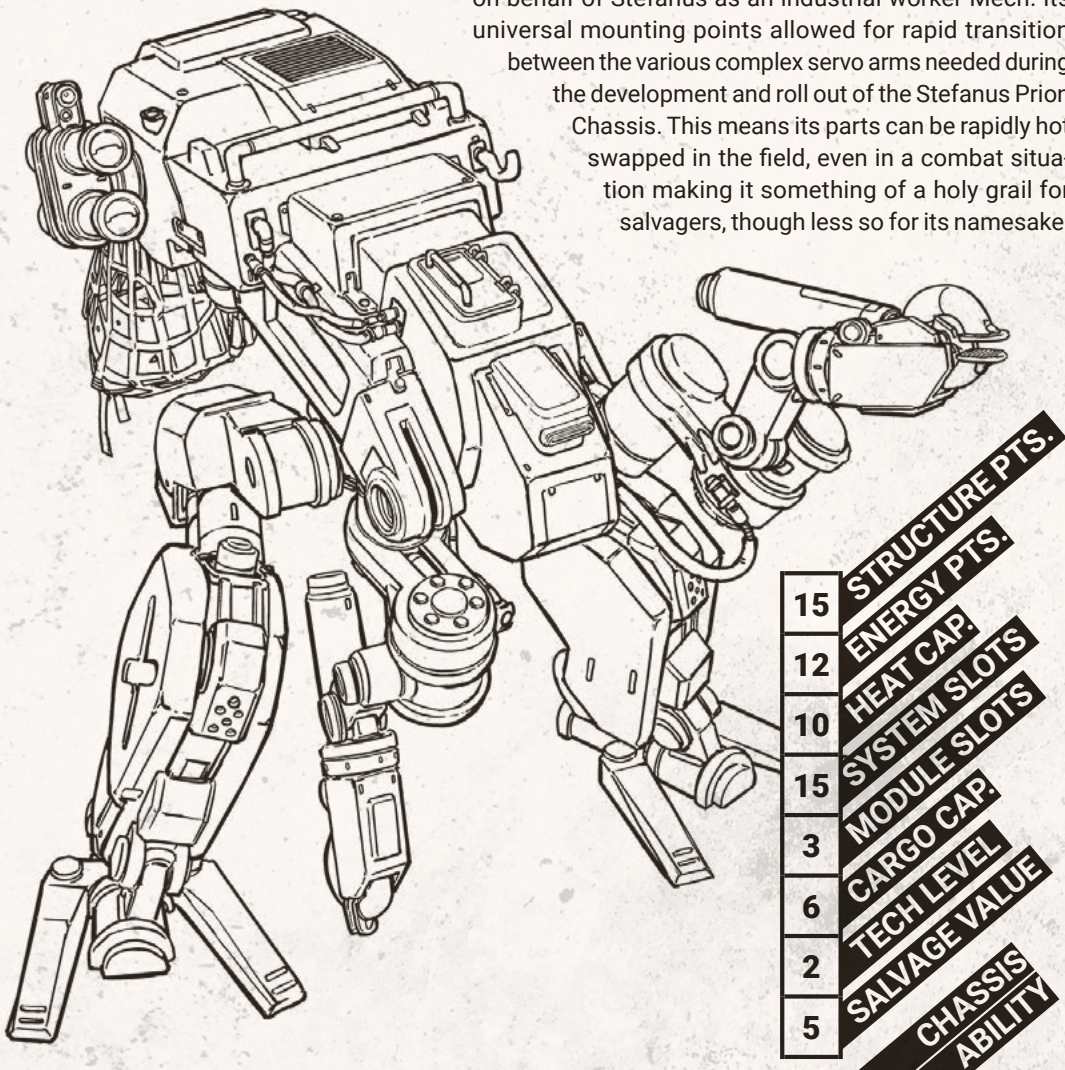 on behalf of Stefanus as an industrial worker Mech. Its
universal mounting points allowed for rapid transition
between the various complex servo arms needed during
the development and roll out of the Stefanus Prior
Chassis. This means its parts can be rapidly hot
swapped in the field, even in a combat situa-
tion making it something of a holy grail for
salvagers, though less so for its namesake
15 STRUCTURE PTS.
12 ENERGY PTS.
10 HEAT CAP.
15 SYSTEM SLOTS
3 MODULE SLOTS
6 CARGO CAP.
2 TECH LEVEL
5 SALVAGE VALUE
CHASSIS
ABILITY